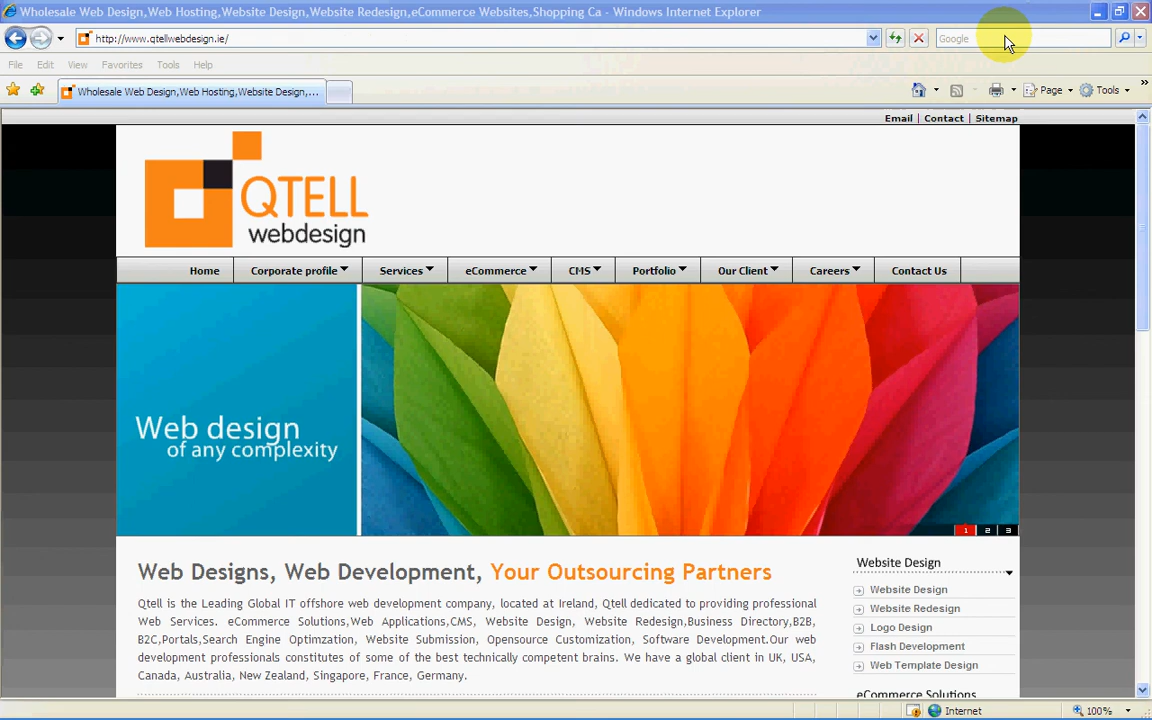 Wholesale Web Design,Web Hosting,Website Design,Website Redesign,eCommerce Websites,Shopping Ca - Windows Internet Explorer
http://www.qtellwebdesign.ie/
Google
File Edit View Favorites Tools Help
Wholesale Web Design,Web Hosting,Website Design,...
Page Tools
Email | Contact | Sitemap
QTELL
webdesign
Home Corporate profile Services eCommerce CMS Portfolio Our Client Careers Contact Us
Web design
of any complexity
1 2 3
Web Designs, Web Development, Your Outsourcing Partners
Qtell is the Leading Global IT offshore web development company, located at Ireland, Qtell dedicated to providing professional
Web Services. eCommerce Solutions,Web Applications,CMS, Website Design, Website Redesign,Business Directory,B2B,
B2C,Portals,Search Engine Optimzation, Website Submission, Opensource Customization, Software Development.Our web
development professionals constitutes of some of the best technically competent brains. We have a global client in UK, USA,
Canada, Australia, New Zealand, Singapore, France, Germany.
Website Design
Website Design
Website Redesign
Logo Design
Flash Development
Web Template Design
eCommerce Solutions
Internet
100%